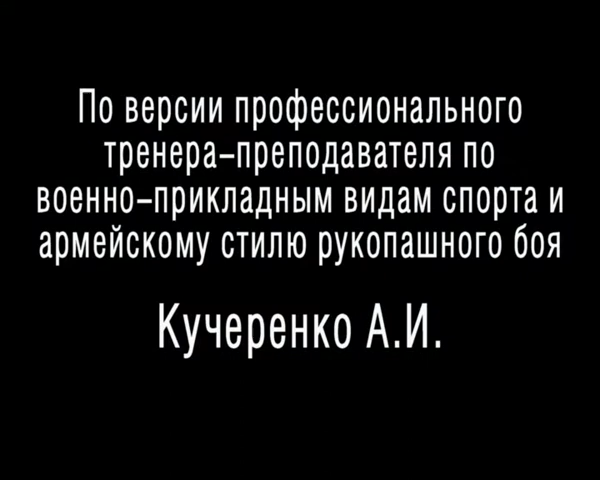 По версии профессионального
тренера-преподавателя по
военно-прикладным видам спорта и
армейскому стилю рукопашного боя
Кучеренко А.И.